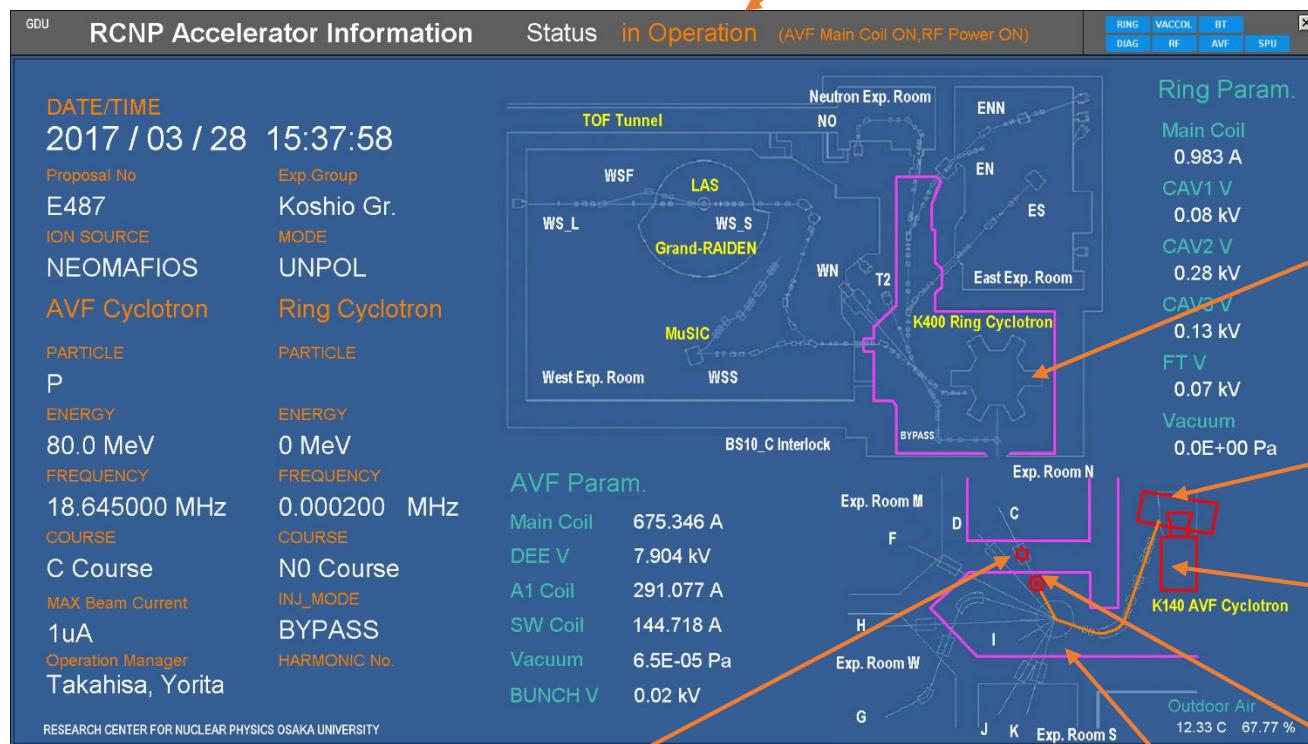 GDU
RCNP Accelerator Information
Status in Operation (AVF Main Coil ON,RF Power ON)
RING VACCOL BT
DIAG RF AVF SPU
DATE/TIME
2017 / 03 / 28 15:37:58
Proposal No Exp.Group
E487 Koshio Gr.
ION SOURCE MODE
NEOMAFIOS UNPOL
AVF Cyclotron Ring Cyclotron
PARTICLE PARTICLE
P
ENERGY ENERGY
80.0 MeV 0 MeV
FREQUENCY FREQUENCY
18.645000 MHz 0.000200 MHz
COURSE COURSE
C Course N0 Course
MAX Beam Current INJ_MODE
1uA BYPASS
Operation Manager HARMONIC No.
Takahisa, Yorita
RESEARCH CENTER FOR NUCLEAR PHYSICS OSAKA UNIVERSITY
TOF Tunnel
Neutron Exp. Room
NO
ENN
EN
ES
WSF
LAS
WS_L
WS_S
Grand-RAIDEN
WN
T2
East Exp. Room
K400 Ring Cyclotron
MuSIC
West Exp. Room
WSS
BYPASS
BS10_C Interlock
Ring Param.
Main Coil
0.983 A
CAV1 V
0.08 kV
CAV2 V
0.28 kV
CAV3 V
0.13 kV
FT V
0.07 kV
Vacuum
0.0E+00 Pa
AVF Param.
Main Coil 675.346 A
DEE V 7.904 kV
A1 Coil 291.077 A
SW Coil 144.718 A
Vacuum 6.5E-05 Pa
BUNCH V 0.02 kV
Exp. Room N
Exp. Room M
C
D
F
K140 AVF Cyclotron
H
I
Exp. Room W
G
J K Exp. Room S
Outdoor Air
12.33 C 67.77 %